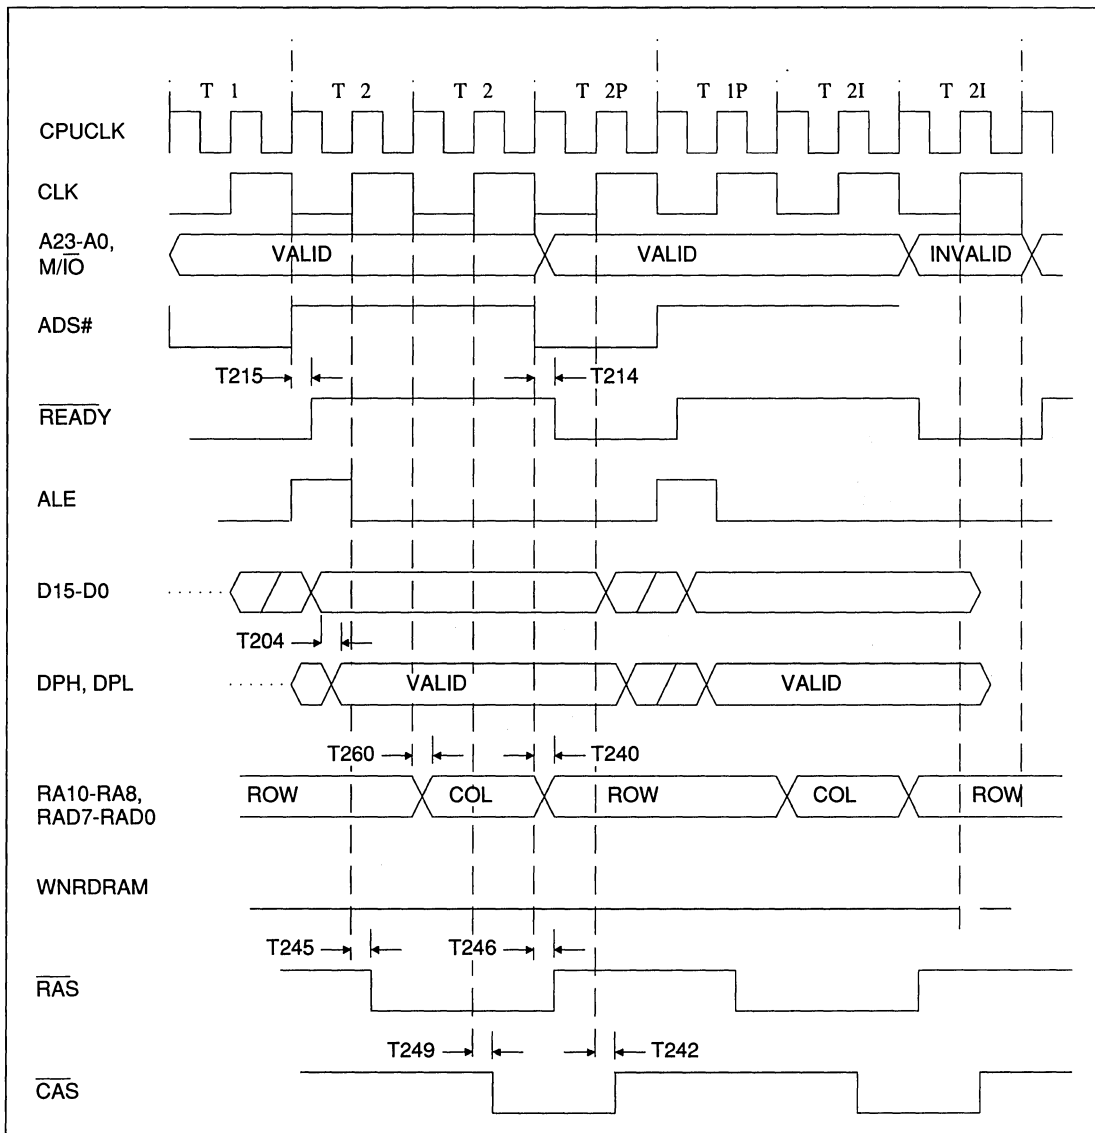 T 1 T 2 T 2 T 2P T 1P T 2I T 2I
CPUCLK
CLK
A23-A0,
M/IO
VALID VALID INVALID
ADS#
T215 T214
READY
ALE
D15-D0
T204
DPH, DPL VALID VALID
T260 T240
RA10-RA8,
RAD7-RAD0
ROW COL ROW COL ROW
WNRDRAM
T245 T246
RAS
T249 T242
CAS